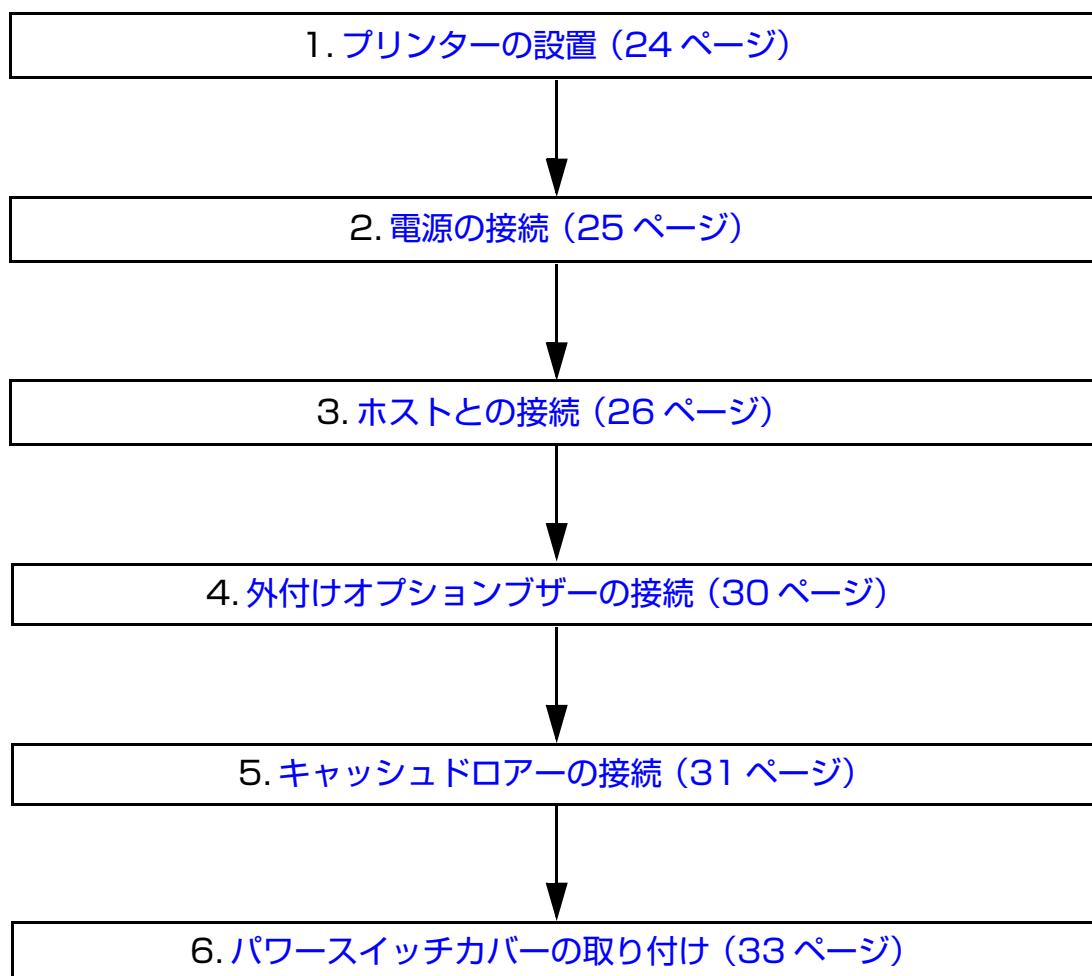 1. プリンターの設置（24 ページ）
2. 電源の接続（25 ページ）
3. ホストとの接続（26 ページ）
4. 外付けオプションブザーの接続（30 ページ）
5. キャッシュドロアーの接続（31 ページ）
6. パワースイッチカバーの取り付け（33 ページ）